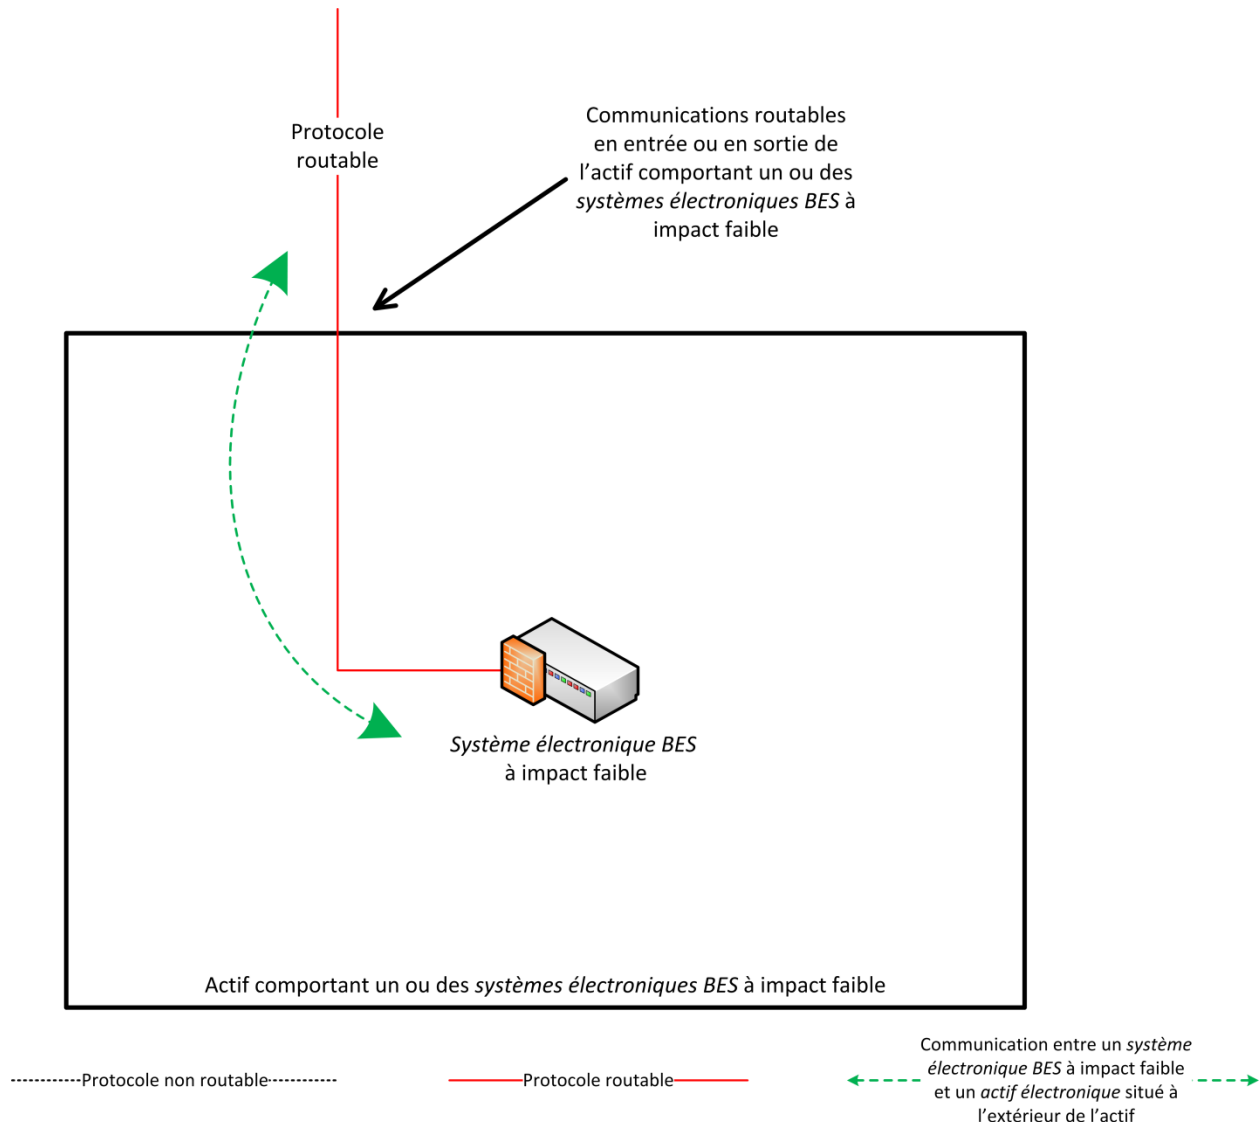 Protocole
routable
Communications routables
en entrée ou en sortie de
l’actif comportant un ou des
systèmes électroniques BES à
impact faible
Système électronique BES
à impact faible
Actif comportant un ou des systèmes électroniques BES à impact faible
Protocole non routable
Protocole routable
Communication entre un système
électronique BES à impact faible
et un actif électronique situé à
l’extérieur de l’actif